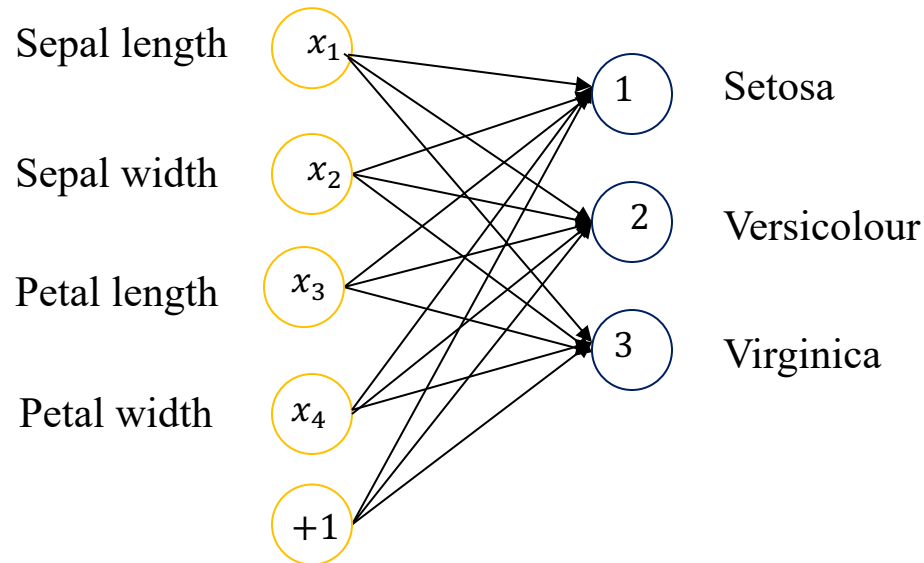 Sepal length x₁
1 Setosa
Sepal width x₂
2 Versicolour
Petal length x₃
3 Virginica
Petal width x₄
+1